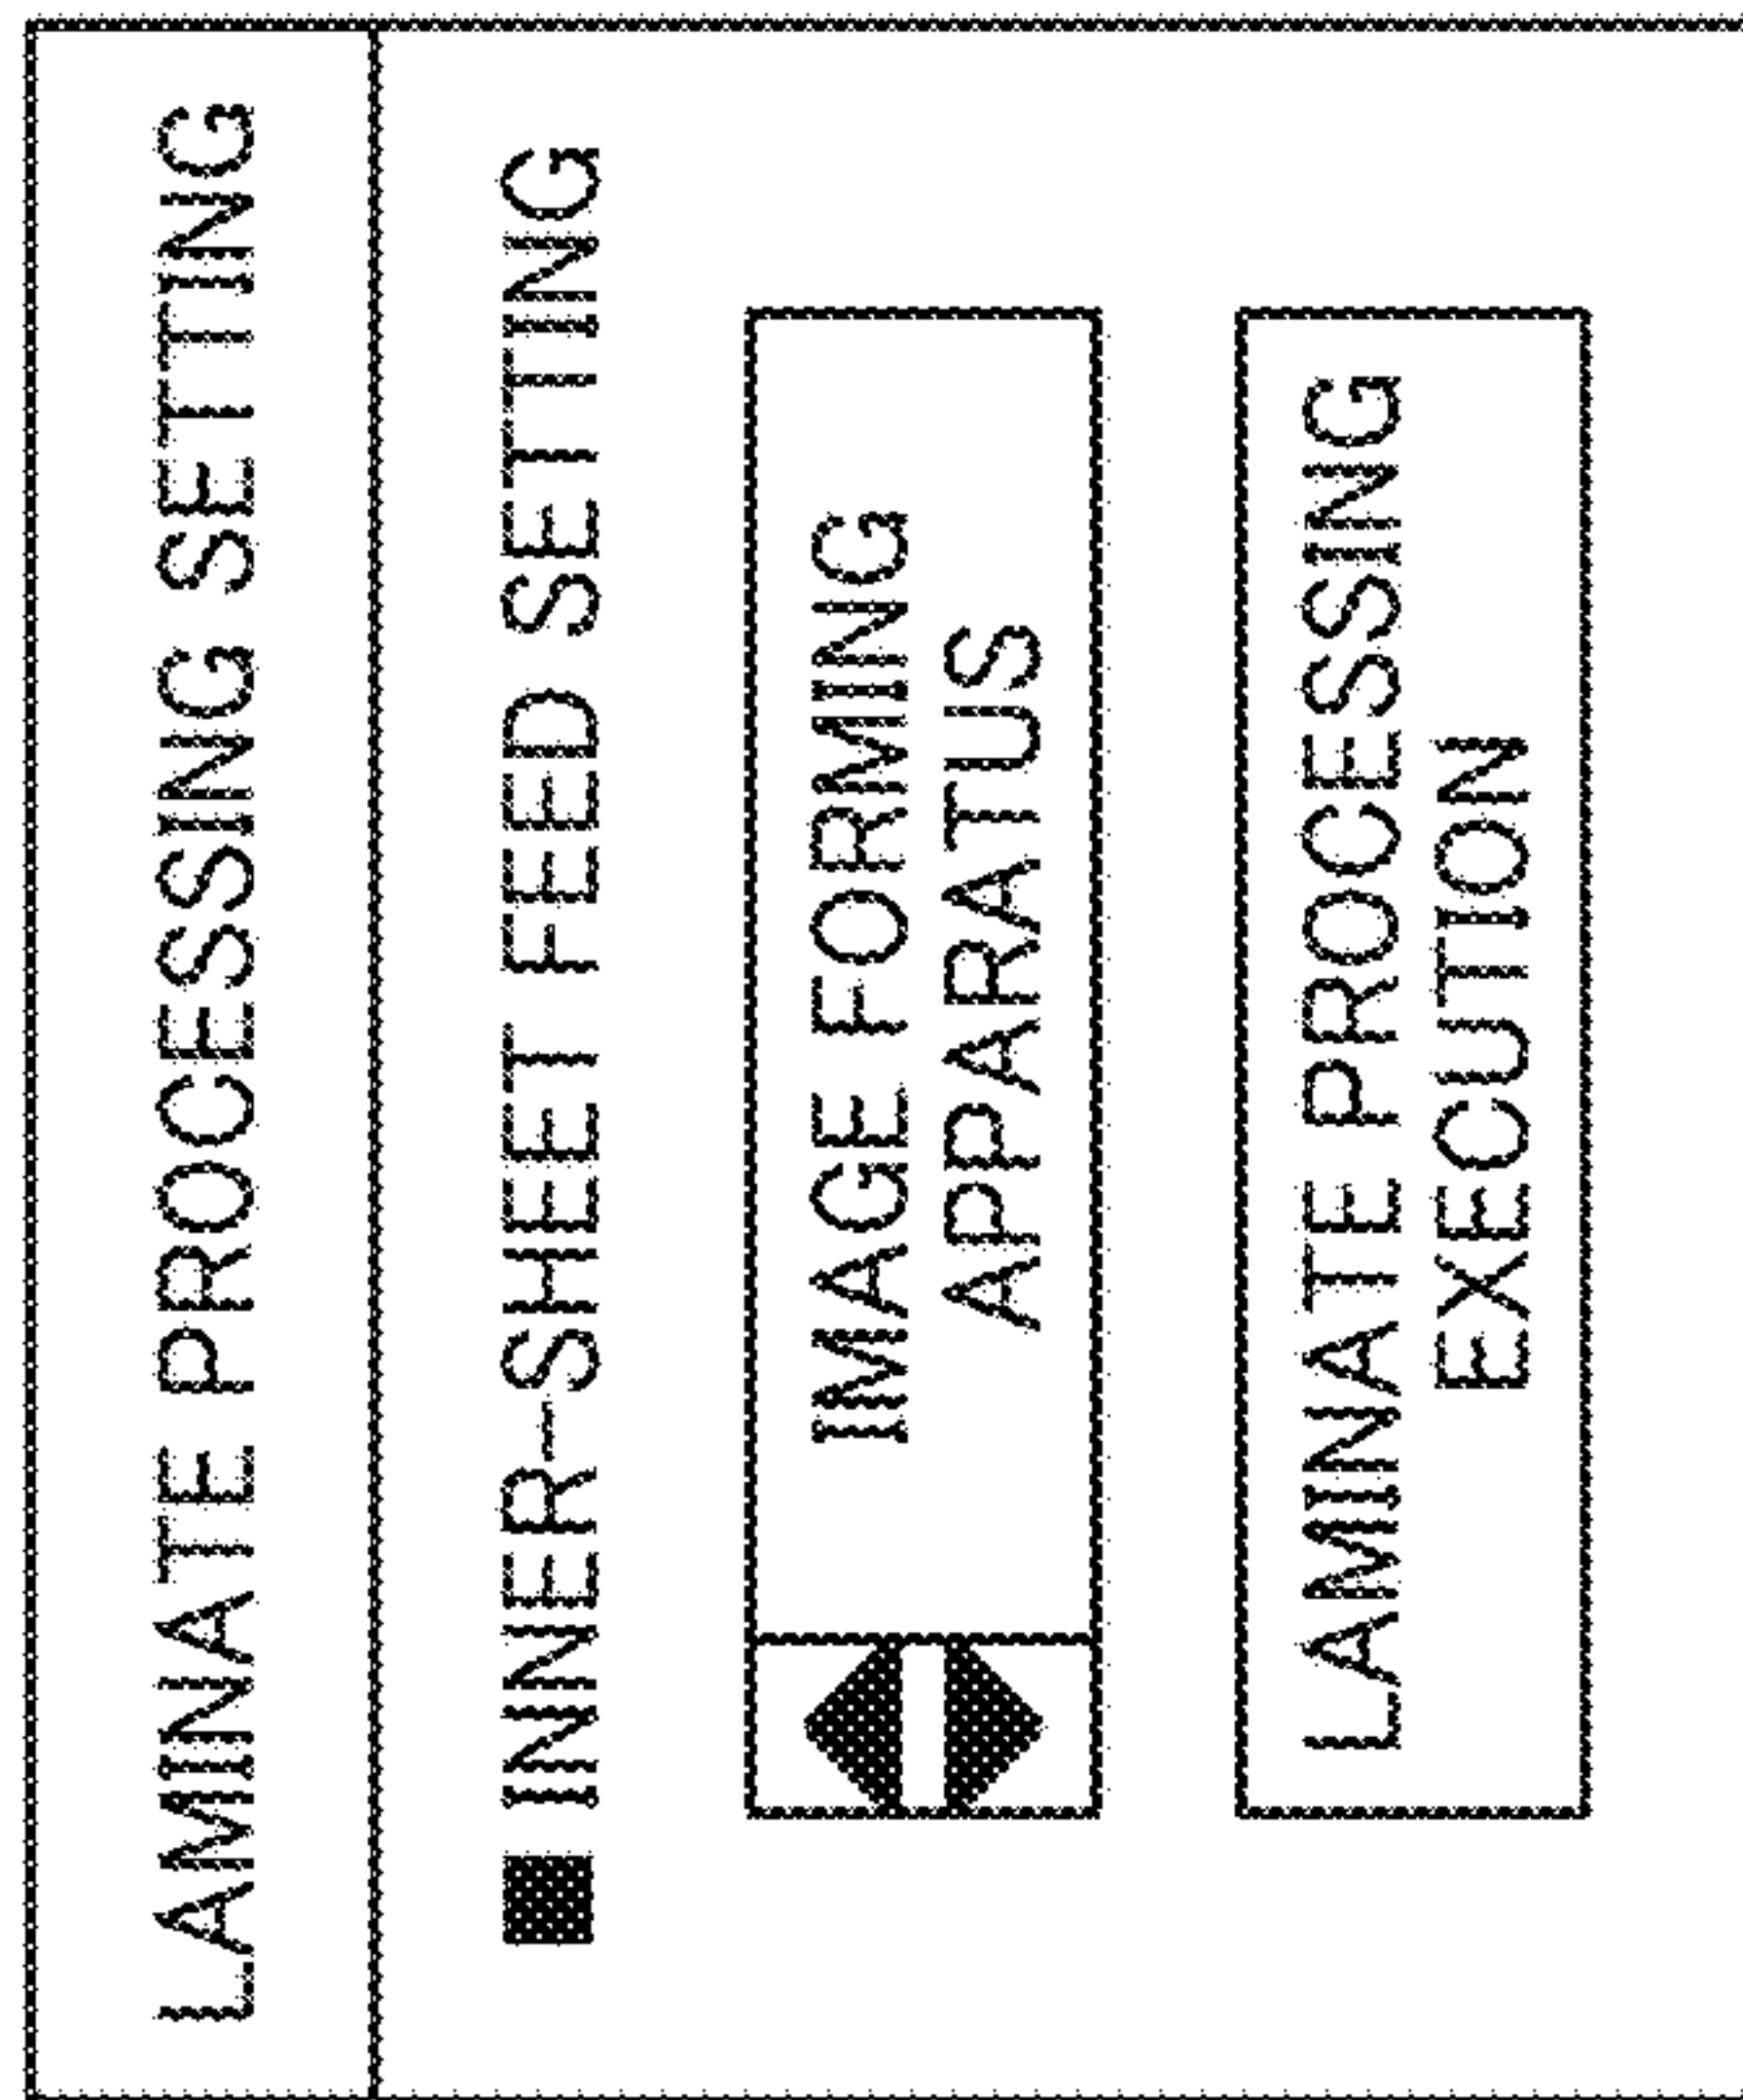 LAMINATE PROCESSING SETTING
■ INNER-SHEET FEED SETTING
IMAGE FORMING
APPARATUS
LAMINATE PROCESSING
EXECUTION